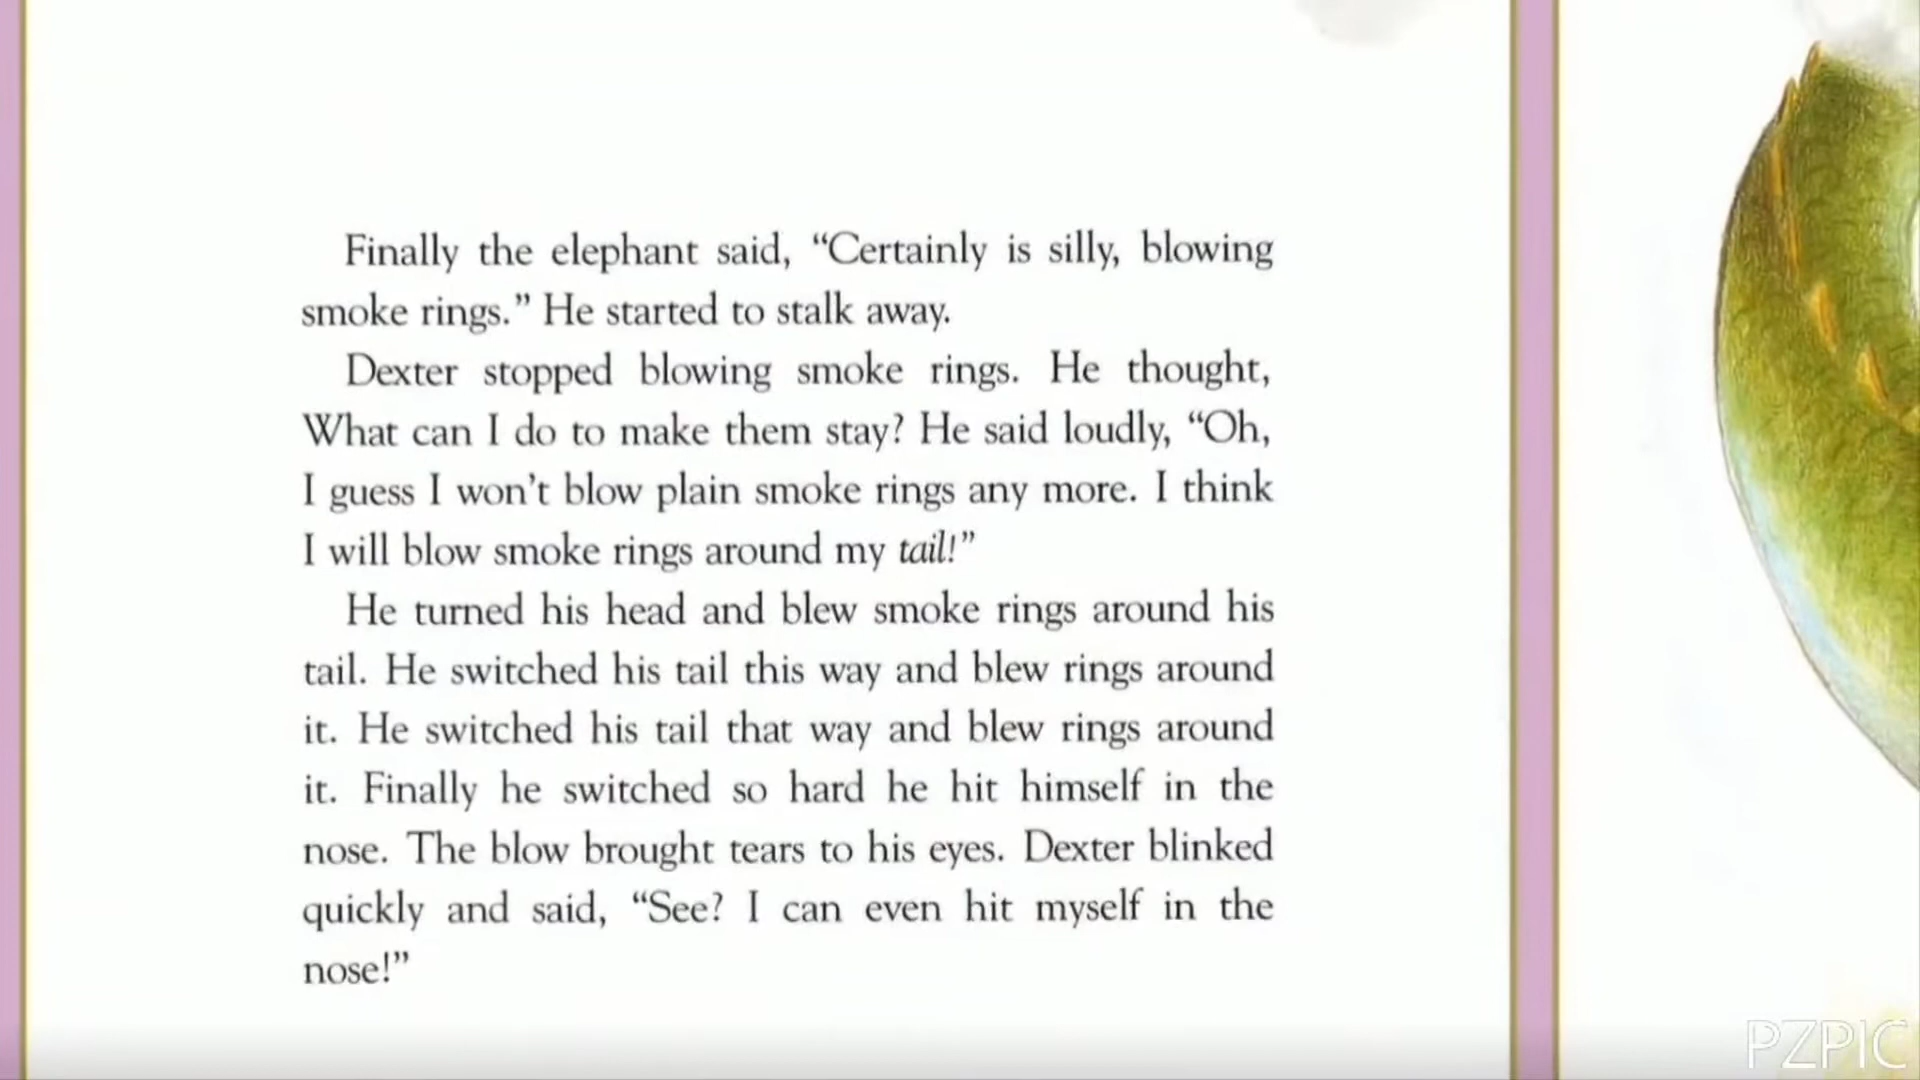 Finally the elephant said, “Certainly is silly, blowing
smoke rings.” He started to stalk away.
Dexter stopped blowing smoke rings. He thought,
What can I do to make them stay? He said loudly, “Oh,
I guess I won’t blow plain smoke rings any more. I think
I will blow smoke rings around my tail!”
He turned his head and blew smoke rings around his
tail. He switched his tail this way and blew rings around
it. He switched his tail that way and blew rings around
it. Finally he switched so hard he hit himself in the
nose. The blow brought tears to his eyes. Dexter blinked
quickly and said, “See? I can even hit myself in the
nose!”
PZPIC